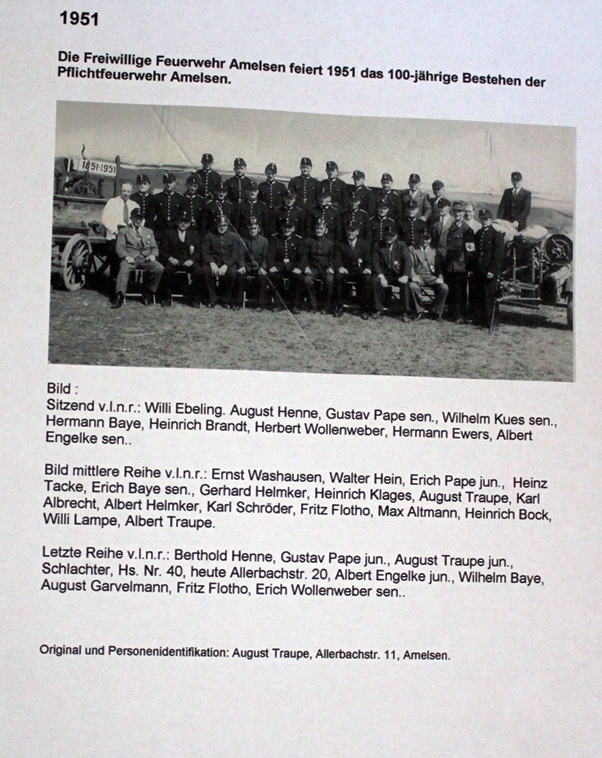 1951
Die Freiwillige Feuerwehr Amelsen feiert 1951 das 100-jährige Bestehen der
Pflichtfeuerwehr Amelsen.
1851-1951
Bild :
Sitzend v.l.n.r.: Willi Ebeling. August Henne, Gustav Pape sen., Wilhelm Kues sen.,
Hermann Baye, Heinrich Brandt, Herbert Wollenweber, Hermann Ewers, Albert
Engelke sen..
Bild mittlere Reihe v.l.n.r.: Ernst Washausen, Walter Hein, Erich Pape jun., Heinz
Tacke, Erich Baye sen., Gerhard Helmker, Heinrich Klages, August Traupe, Karl
Albrecht, Albert Helmker, Karl Schröder, Fritz Flotho, Max Altmann, Heinrich Bock,
Willi Lampe, Albert Traupe.
Letzte Reihe v.l.n.r.: Berthold Henne, Gustav Pape jun., August Traupe jun.,
Schlachter, Hs. Nr. 40, heute Allerbachstr. 20, Albert Engelke jun., Wilhelm Baye,
August Garvelmann, Fritz Flotho, Erich Wollenweber sen..
Original und Personenidentifikation: August Traupe, Allerbachstr. 11, Amelsen.